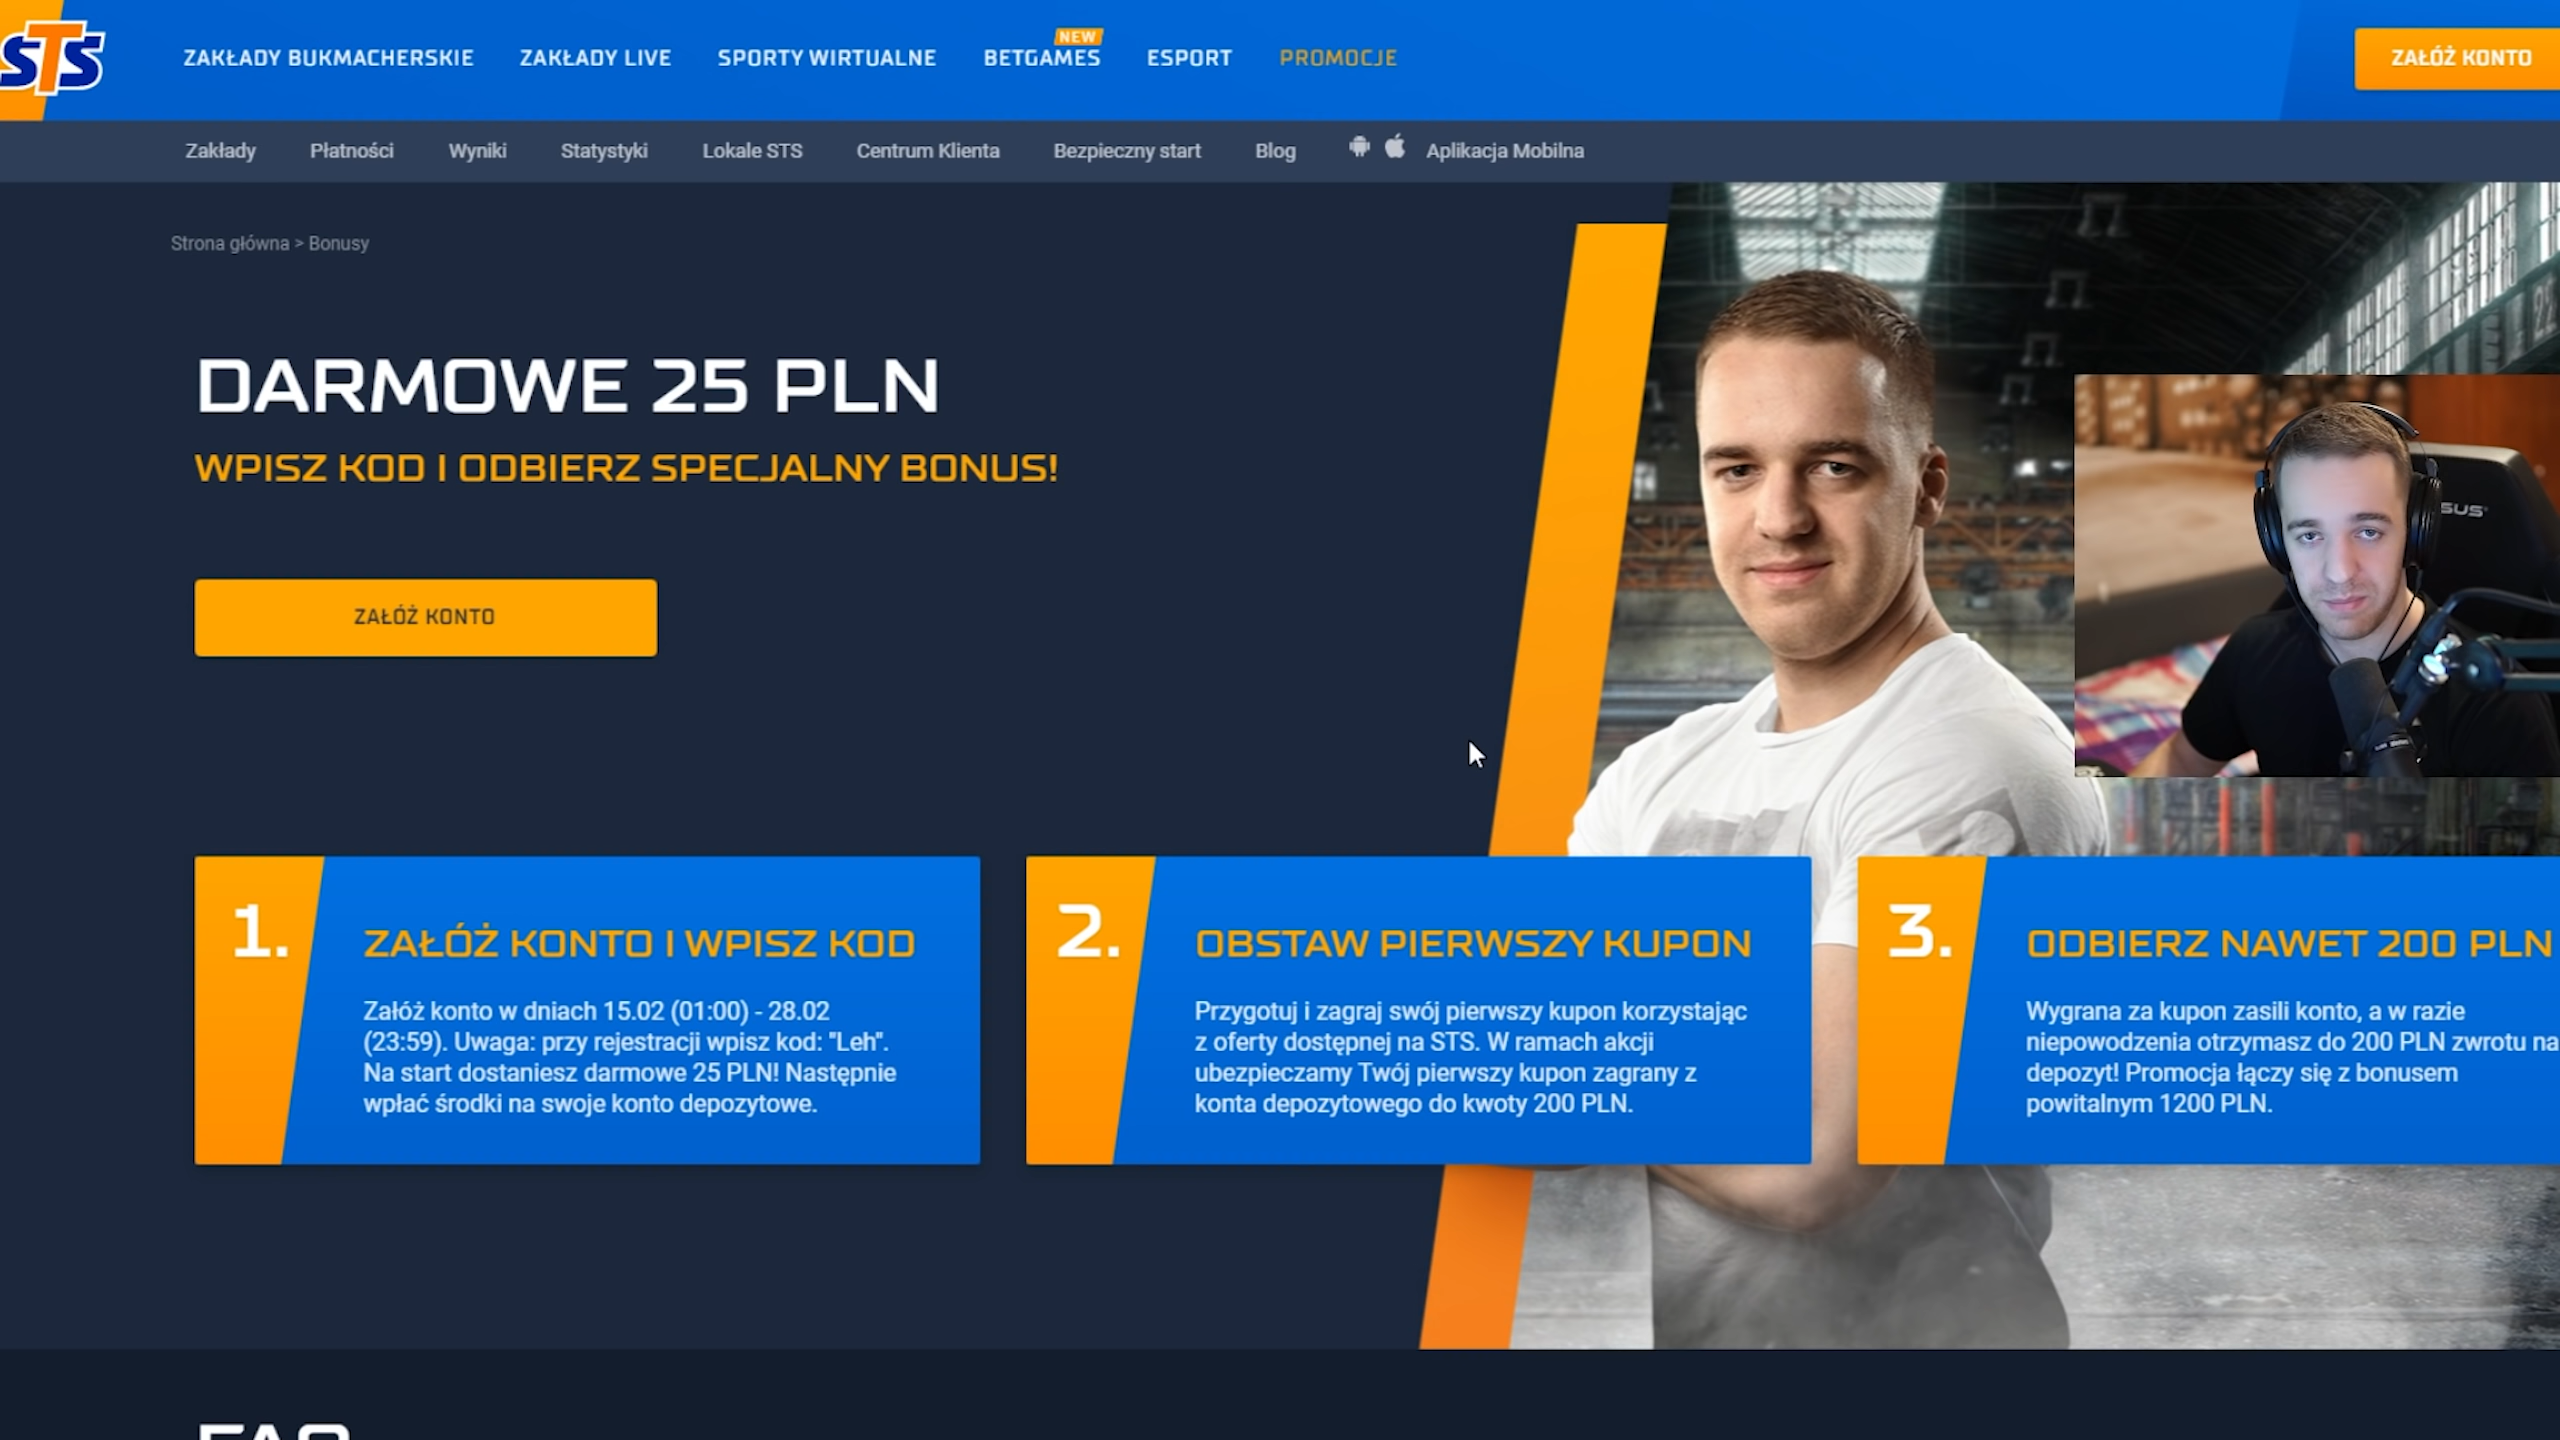 STS
ZAKŁADY BUKMACHERSKIE
ZAKŁADY LIVE
SPORTY WIRTUALNE
NEW
BETGAMES
ESPORT
PROMOCJE
ZAŁÓŻ KONTO
Zakłady
Płatności
Wyniki
Statystyki
Lokale STS
Centrum Klienta
Bezpieczny start
Blog
Aplikacja Mobilna
Strona główna > Bonusy
DARMOWE 25 PLN
WPISZ KOD I ODBIERZ SPECJALNY BONUS!
ZAŁÓŻ KONTO
SUS
1.
ZAŁÓŻ KONTO I WPISZ KOD
Załóż konto w dniach 15.02 (01:00) - 28.02
(23:59). Uwaga: przy rejestracji wpisz kod: "Leh".
Na start dostaniesz darmowe 25 PLN! Następnie
wpłać środki na swoje konto depozytowe.
2.
OBSTAW PIERWSZY KUPON
Przygotuj i zagraj swój pierwszy kupon korzystając
z oferty dostępnej na STS. W ramach akcji
ubezpieczamy Twój pierwszy kupon zagrany z
konta depozytowego do kwoty 200 PLN.
3.
ODBIERZ NAWET 200 PLN
Wygrana za kupon zasili konto, a w razie
niepowodzenia otrzymasz do 200 PLN zwrotu na
depozyt! Promocja łączy się z bonusem
powitalnym 1200 PLN.
FAQ